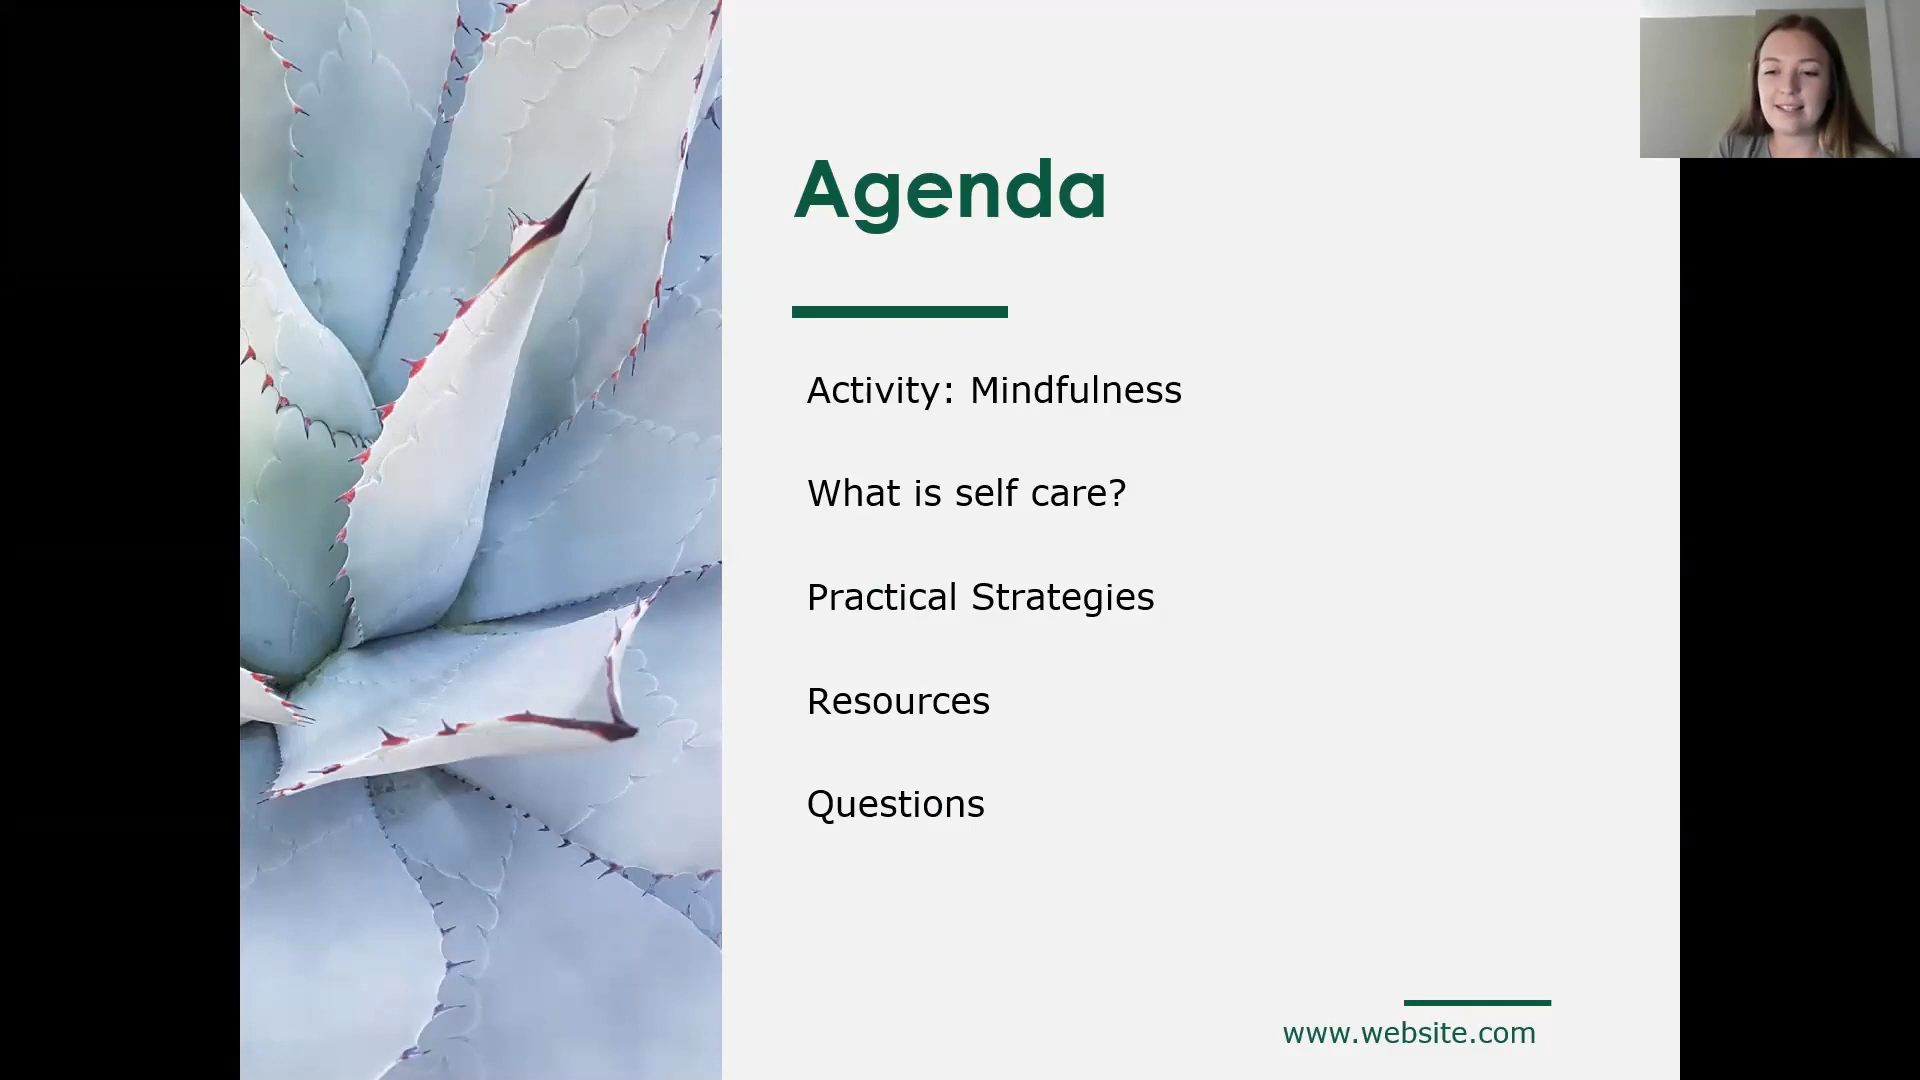 Agenda
Activity: Mindfulness
What is self care?
Practical Strategies
Resources
Questions
www.website.com